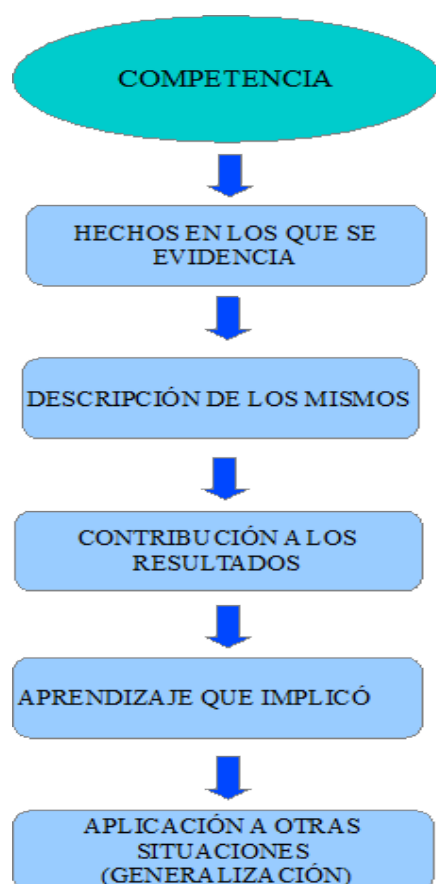 COMPETENCIA
HECHOS EN LOS QUE SE
EVIDENCIA
DESCRIPCIÓN DE LOS MISMOS
CONTRIBUCIÓN A LOS
RESULTADOS
APRENDIZAJE QUE IMPLICÓ
APLICACIÓN A OTRAS
SITUACIONES
(GENERALIZACIÓN)